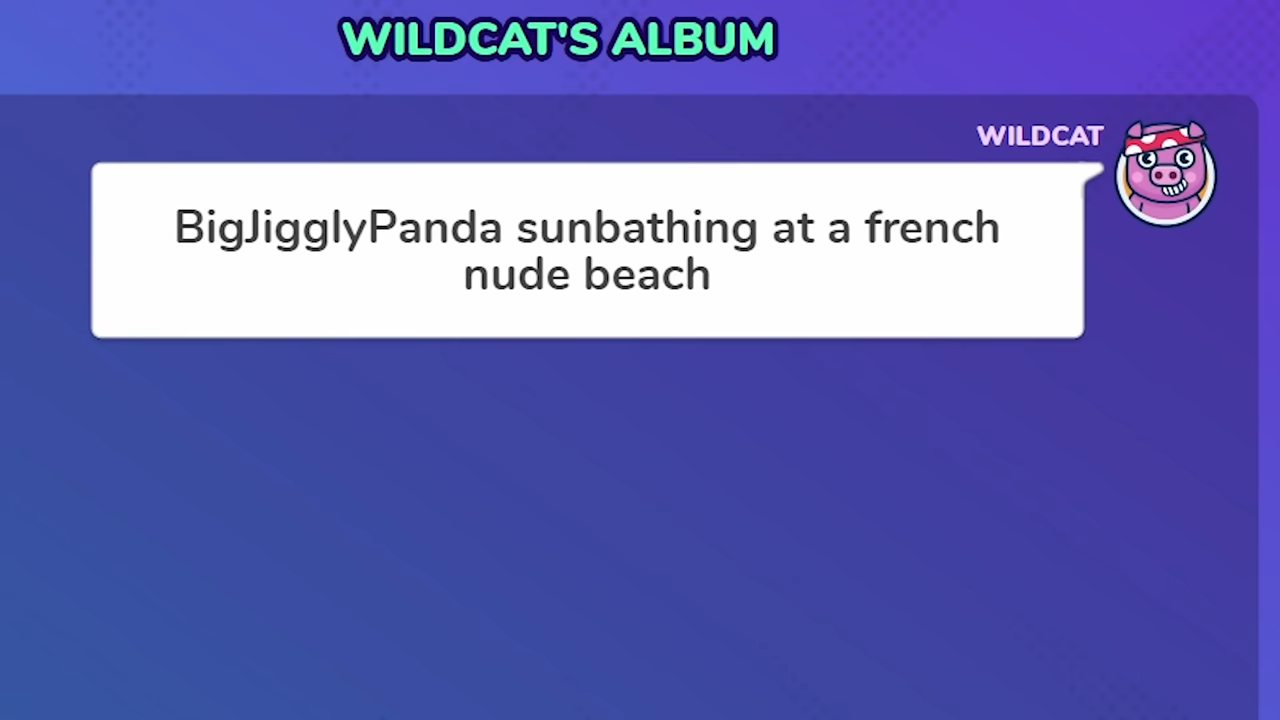 WILDCAT'S ALBUM
WILDCAT
BigJigglyPanda sunbathing at a french
nude beach